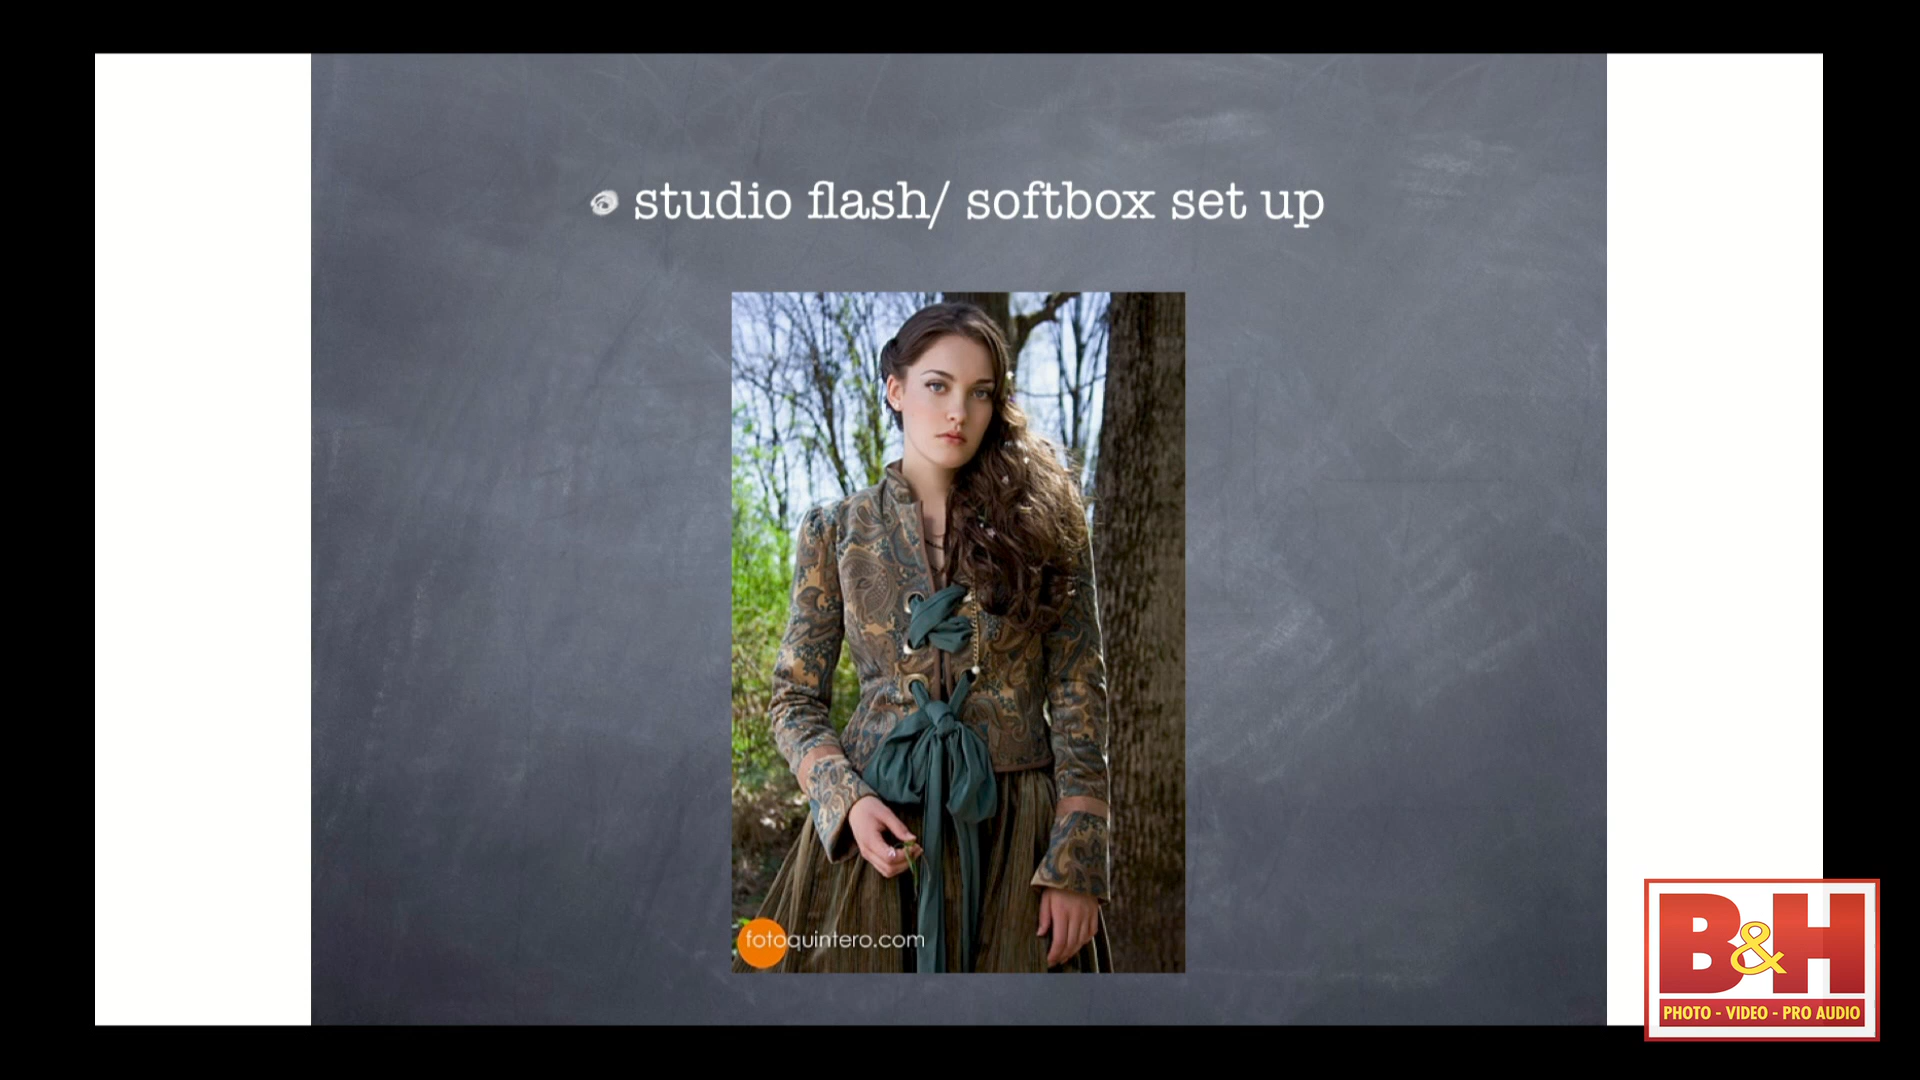 studio flash/ softbox set up
fotoquintero.com
B&H
PHOTO - VIDEO - PRO AUDIO